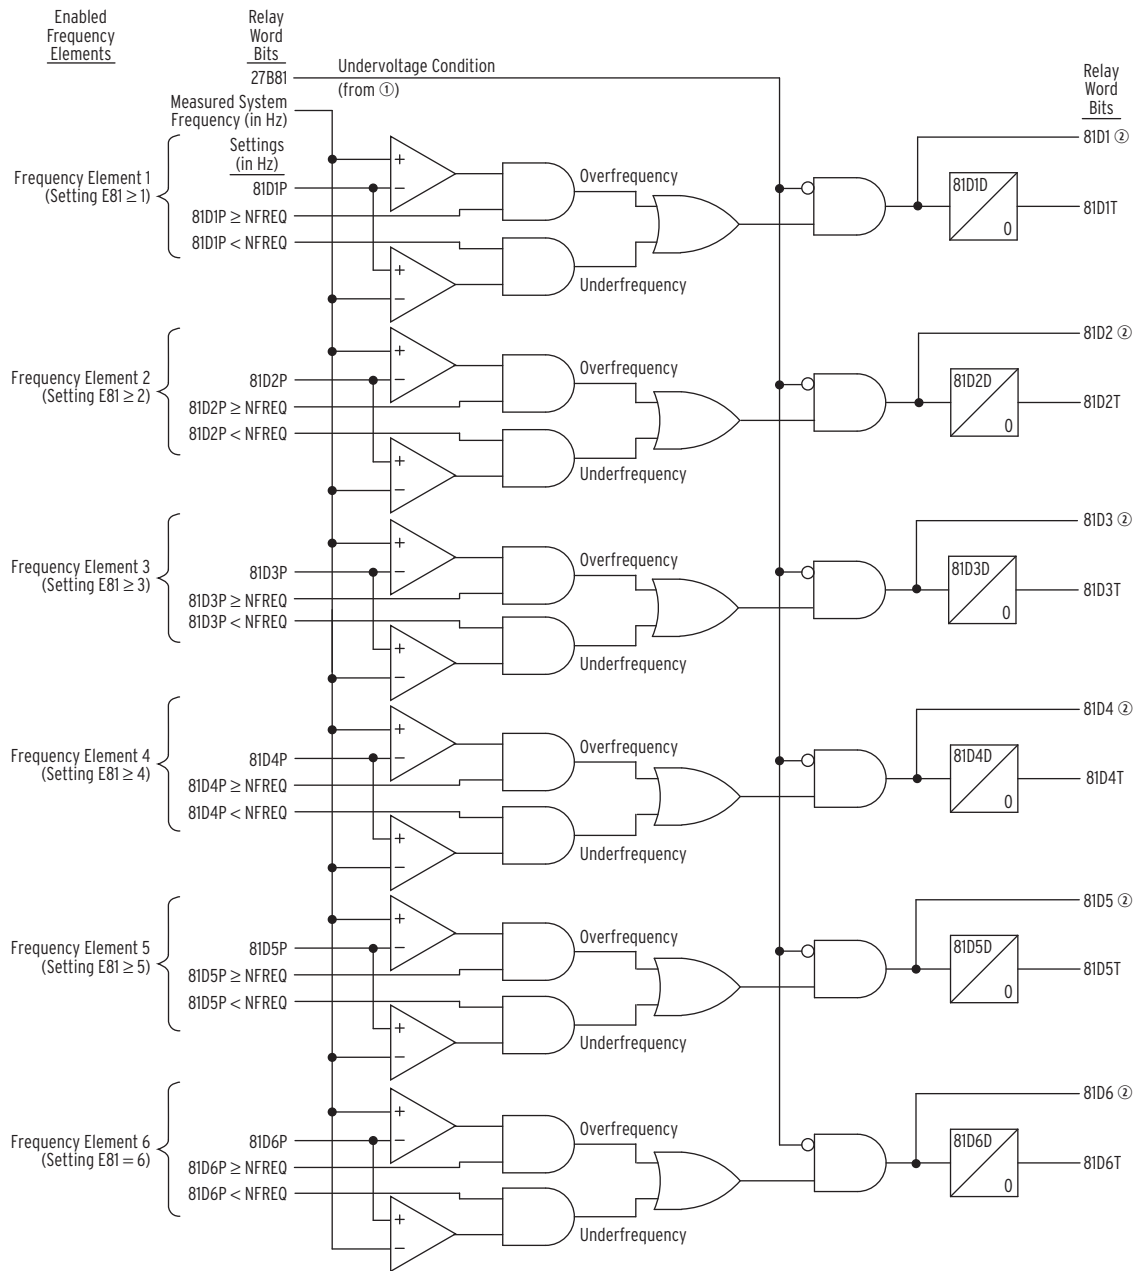 Enabled
Frequency
Elements
Relay
Word
Bits
27B81
Undervoltage Condition
(from ①)
Relay
Word
Bits
Measured System
Frequency (in Hz)
Settings
(in Hz)
Frequency Element 1
(Setting E81 ≥ 1)
81D1P
81D1P ≥ NFREQ
81D1P < NFREQ
Overfrequency
Underfrequency
81D1D
0
81D1 ②
81D1T
Frequency Element 2
(Setting E81 ≥ 2)
81D2P
81D2P ≥ NFREQ
81D2P < NFREQ
Overfrequency
Underfrequency
81D2D
0
81D2 ②
81D2T
Frequency Element 3
(Setting E81 ≥ 3)
81D3P
81D3P ≥ NFREQ
81D3P < NFREQ
Overfrequency
Underfrequency
81D3D
0
81D3 ②
81D3T
Frequency Element 4
(Setting E81 ≥ 4)
81D4P
81D4P ≥ NFREQ
81D4P < NFREQ
Overfrequency
Underfrequency
81D4D
0
81D4 ②
81D4T
Frequency Element 5
(Setting E81 ≥ 5)
81D5P
81D5P ≥ NFREQ
81D5P < NFREQ
Overfrequency
Underfrequency
81D5D
0
81D5 ②
81D5T
Frequency Element 6
(Setting E81 = 6)
81D6P
81D6P ≥ NFREQ
81D6P < NFREQ
Overfrequency
Underfrequency
81D6D
0
81D6 ②
81D6T